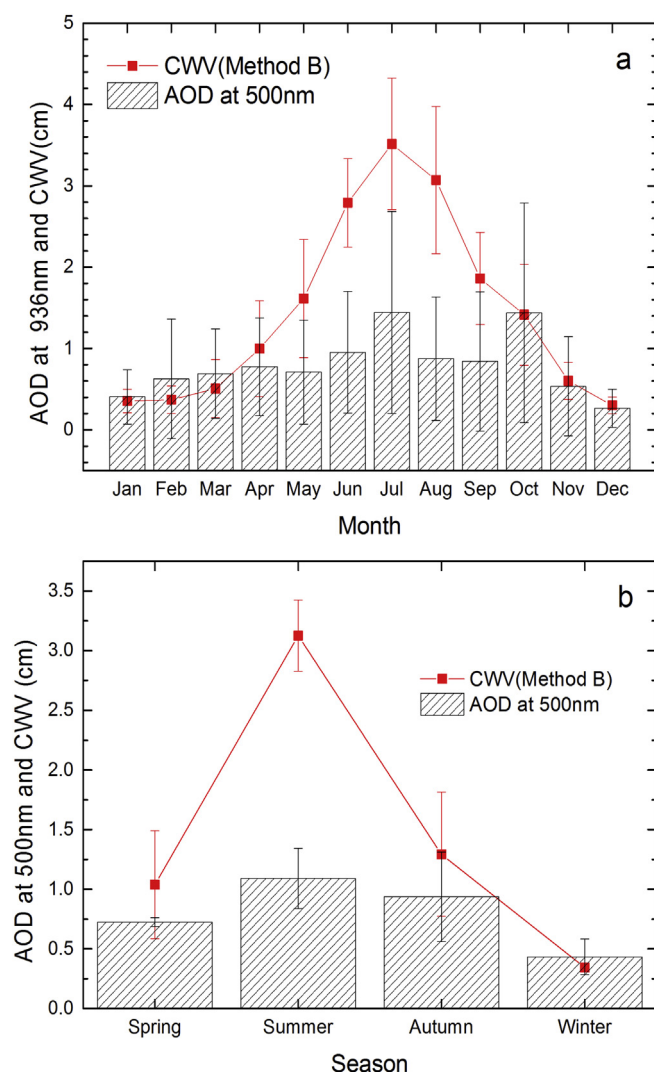 a
CWV(Method B)
AOD at 500nm
AOD at 936nm and CWV(cm)
5
4
3
2
1
0
Jan Feb Mar Apr May Jun Jul Aug Sep Oct Nov Dec
Month
b
CWV(Method B)
AOD at 500nm
AOD at 500nm and CWV (cm)
3.5
3.0
2.5
2.0
1.5
1.0
0.5
0.0
Spring Summer Autumn Winter
Season